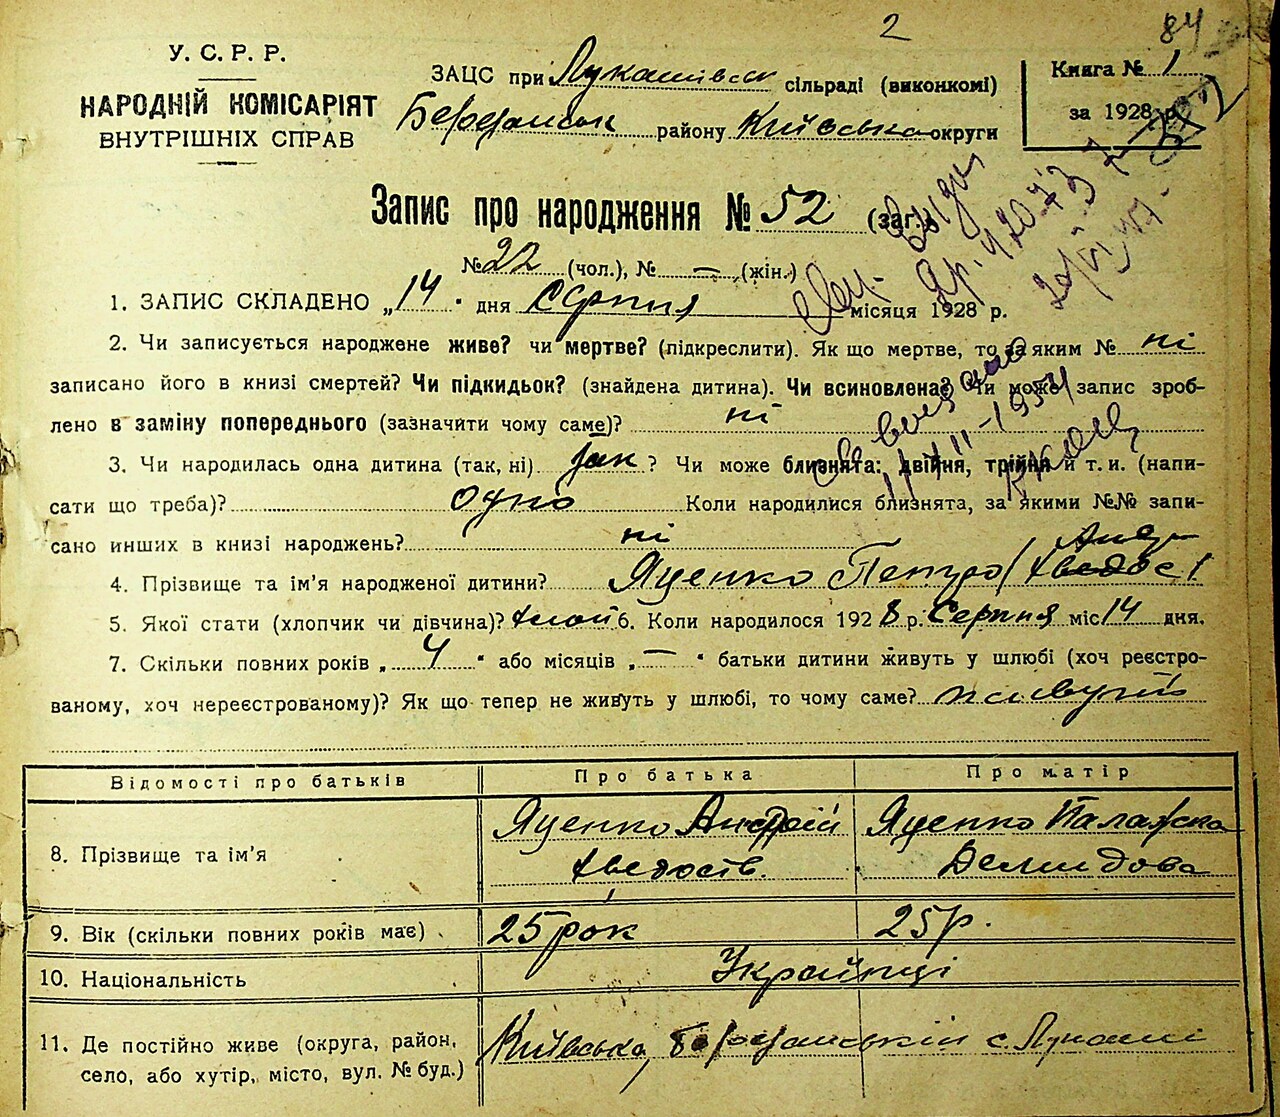 2
84
У. С. Р. Р.
НАРОДНІЙ КОМІСАРІЯТ
ВНУТРІШНІХ СПРАВ
ЗАЦС при Лукашівск сільраді (виконкомі)
району Київська округи
Книга № 1
за 1928 р.
Запис про народження № 52 (заг.)
№ 22 (чол.), № — (жін.)
1. ЗАПИС СКЛАДЕНО „14" дня Серпня місяця 1928 р.
2. Чи записується народжене живе? чи мертве? (підкреслити). Як що мертве, то за яким № ні
записано його в книзі смертей? Чи підкидьок? (знайдена дитина). Чи всиновлена? Чи може запис зроб-
лено в заміну попереднього (зазначити чому саме)? ні
3. Чи народилась одна дитина (так, ні) так? Чи може близнята: двійня, трійня й т. и. (напи-
сати що треба)? одно Коли народилися близнята, за якими №№ запи-
сано инших в книзі народжень? ні
4. Прізвище та ім'я народженої дитини? Яценко Петро
5. Якої стати (хлопчик чи дівчина)? 6. Коли народилося 1928 р. Серпня міс 14 дня.
7. Скільки повних років „4" або місяців „—" батьки дитини живуть у шлюбі (хоч реєстро-
ваному, хоч нереєстрованому)? Як що тепер не живуть у шлюбі, то чому саме?
Відомості про батьків
Про батька
Про матір
8. Прізвище та ім'я
Яценко Андрій
Яценко Палажка
Демидова
9. Вік (скільки повних років має)
25 рок
25 р.
10. Національність
Українці
11. Де постійно живе (округа, район,
село, або хутір, місто, вул. № буд.)
Київська, с. Лукаші